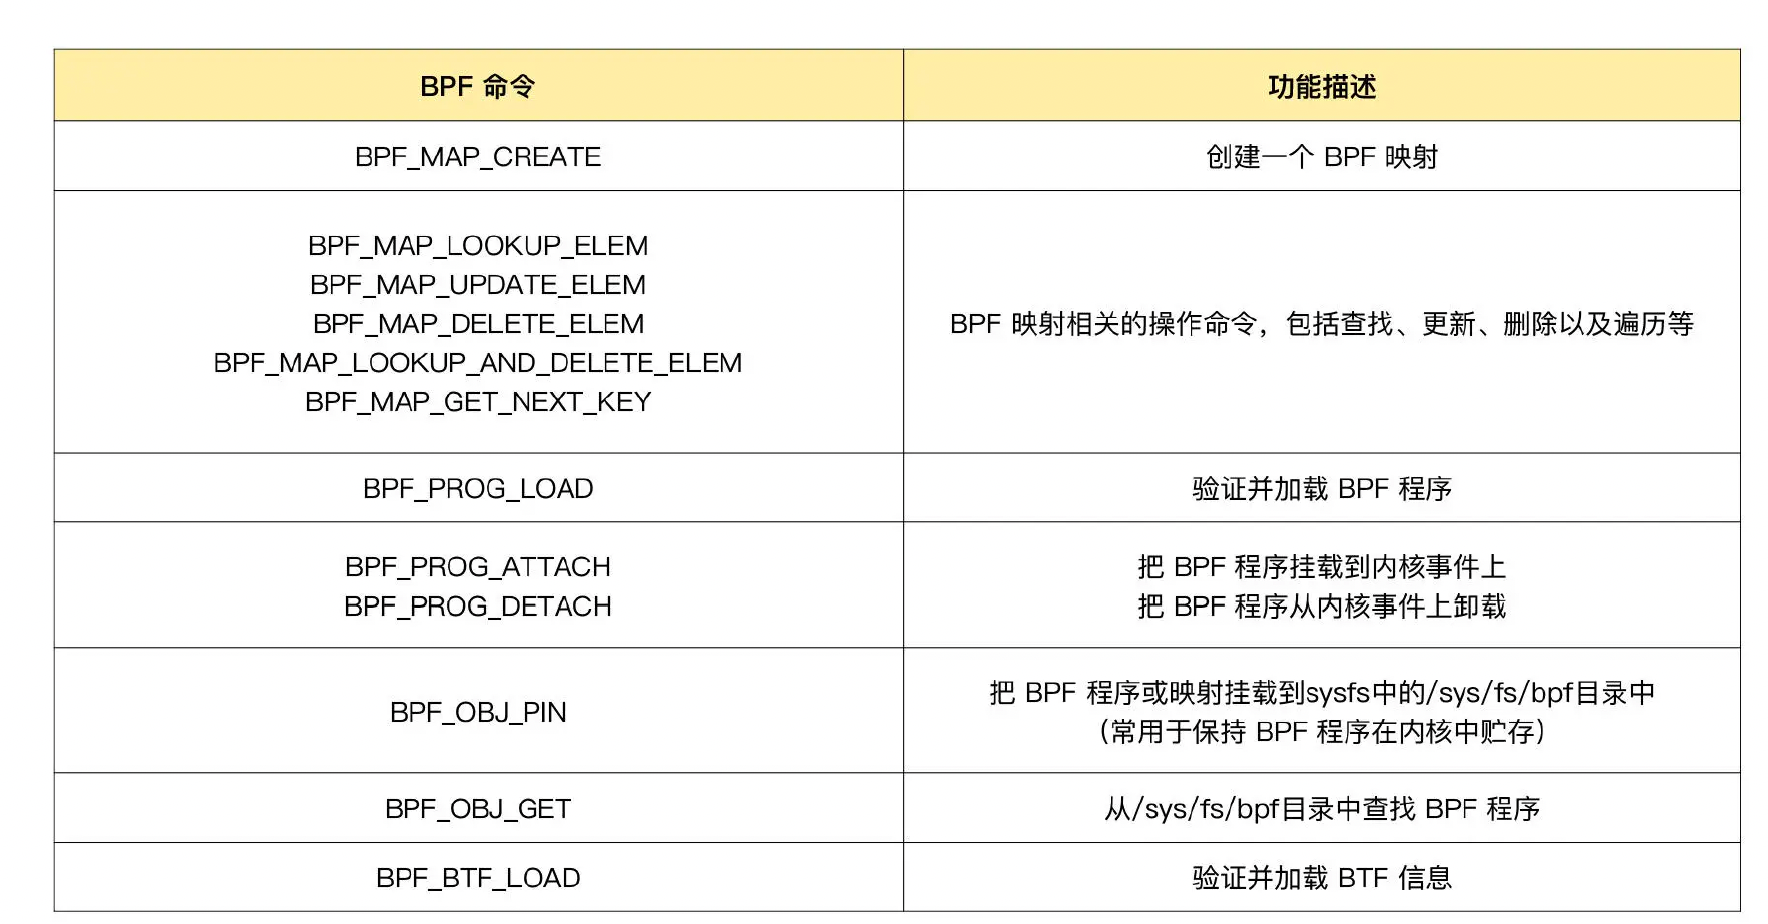 BPF 命令
功能描述
BPF_MAP_CREATE
创建一个 BPF 映射
BPF_MAP_LOOKUP_ELEM
BPF_MAP_UPDATE_ELEM
BPF_MAP_DELETE_ELEM
BPF_MAP_LOOKUP_AND_DELETE_ELEM
BPF_MAP_GET_NEXT_KEY
BPF 映射相关的操作命令，包括查找、更新、删除以及遍历等
BPF_PROG_LOAD
验证并加载 BPF 程序
BPF_PROG_ATTACH
BPF_PROG_DETACH
把 BPF 程序挂载到内核事件上
把 BPF 程序从内核事件上卸载
BPF_OBJ_PIN
把 BPF 程序或映射挂载到sysfs中的/sys/fs/bpf目录中
（常用于保持 BPF 程序在内核中贮存）
BPF_OBJ_GET
从/sys/fs/bpf目录中查找 BPF 程序
BPF_BTF_LOAD
验证并加载 BTF 信息